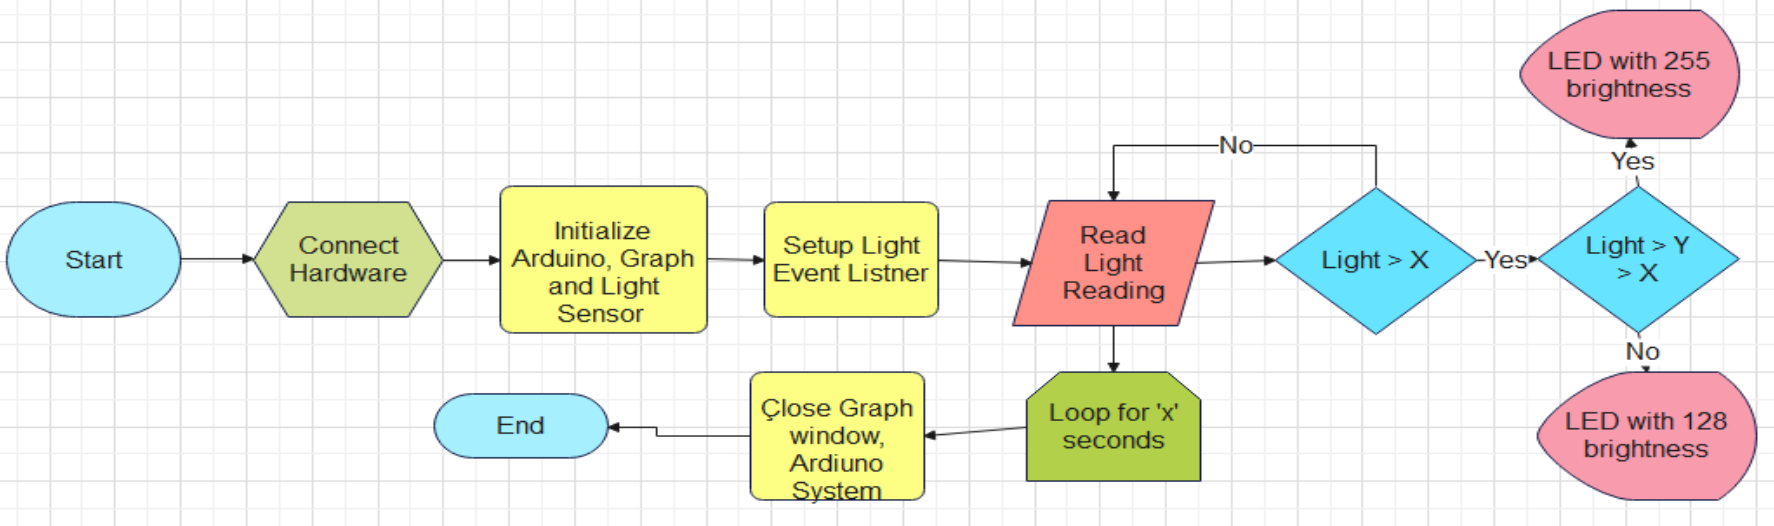 Start
Connect
Hardware
Initialize
Arduino, Graph
and Light
Sensor
Setup Light
Event Listner
Read
Light
Reading
No
Light > X
Yes
Light > Y
> X
Yes
LED with 255
brightness
No
LED with 128
brightness
Loop for 'x'
seconds
Çlose Graph
window,
Ardiuno
System
End